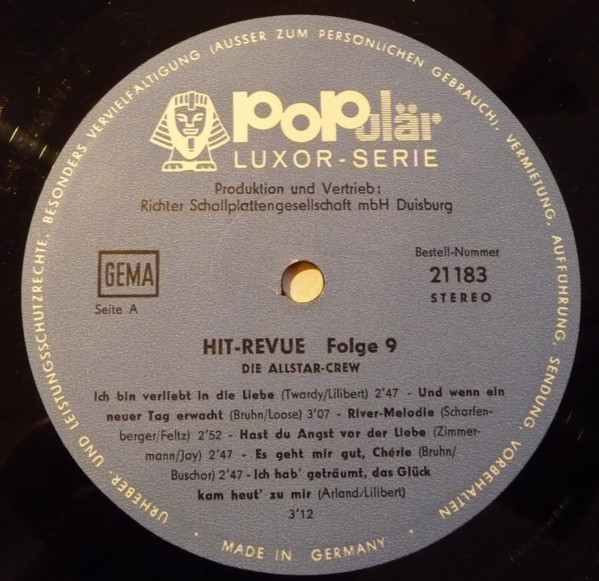 URHEBER- UND LEISTUNGSSCHUTZRECHTE, BESONDERS VERVIELFÄLTIGUNG (AUSSER ZUM PERSÖNLICHEN GEBRAUCH), VERMIETUNG, AUFFÜHRUNG, SENDUNG VORBEHALTEN
POPulär
LUXOR-SERIE
Produktion und Vertrieb:
Richter Schallplattengesellschaft mbH Duisburg
GEMA
Seite A
Bestell-Nummer
21183
STEREO
HIT-REVUE Folge 9
DIE ALLSTAR-CREW
Ich bin verliebt in die Liebe (Twardy/Lilibert) 2'47 - Und wenn ein
neuer Tag erwacht (Bruhn/Loose) 3'07 - River-Melodie (Scharfen-
berger/Feltz) 2'52 - Hast du Angst vor der Liebe (Zimmer-
mann/Jay) 2'47 - Es geht mir gut, Chérie (Bruhn/
Buschor) 2'47 - Ich hab' geträumt, das Glück
kam heut' zu mir (Arland/Lilibert)
3'12
• MADE IN GERMANY •